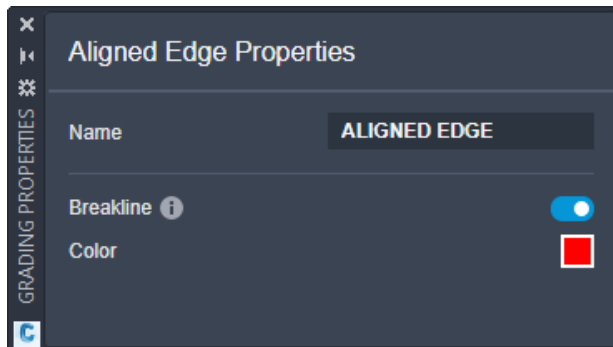 Aligned Edge Properties
Name
ALIGNED EDGE
Breakline
Color
GRADING PROPERTIES
C